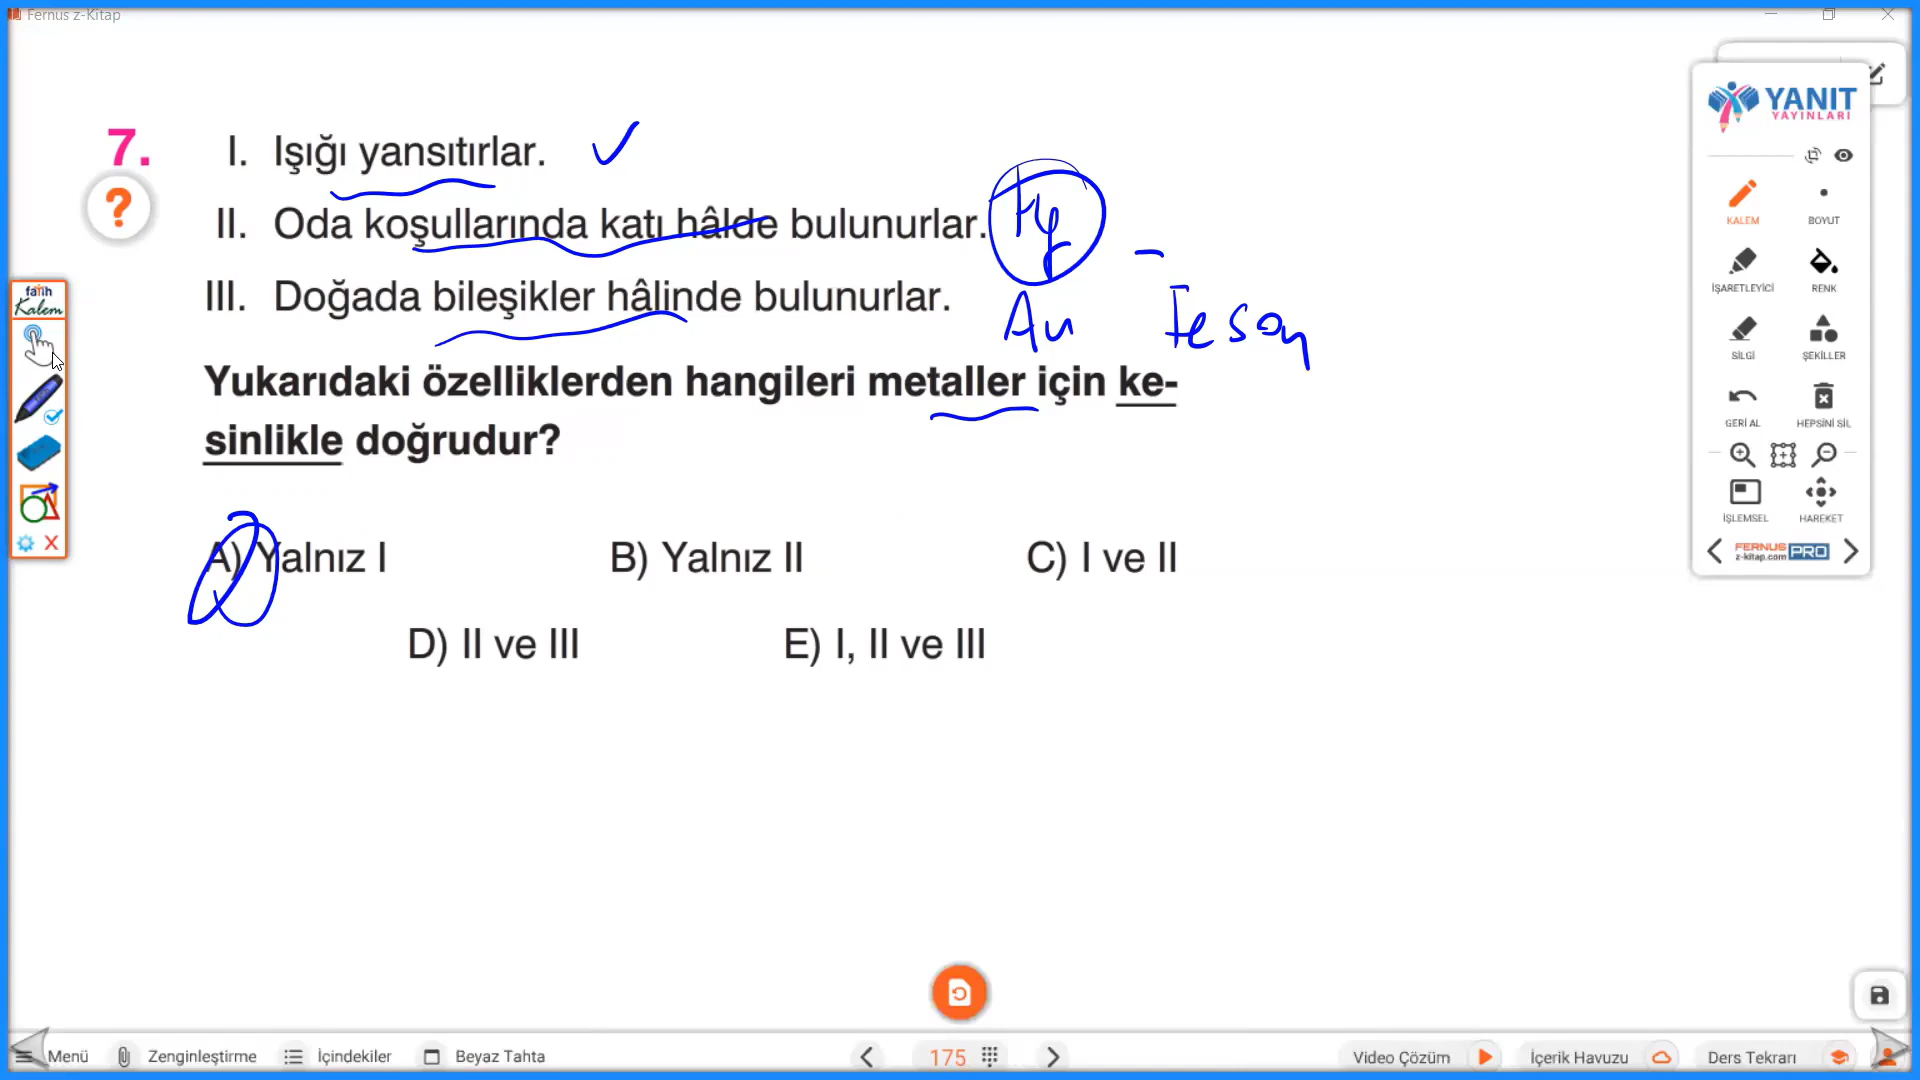 Fernus z-Kitap
7.
I. Işığı yansıtırlar.
II. Oda koşullarında katı hâlde bulunurlar.
III. Doğada bileşikler hâlinde bulunurlar.
Au
Yukarıdaki özelliklerden hangileri metaller için ke-
sinlikle doğrudur?
A) Yalnız I
B) Yalnız II
C) I ve II
D) II ve III
E) I, II ve III
fatih
Kalem
YANIT
YAYINLARI
KALEM
BOYUT
İŞARETLEYİCİ
RENK
SİLGİ
ŞEKİLLER
GERİ AL
HEPSİNİ SİL
İŞLEMSEL
HAREKET
FERNUS PRO
z-kitap.com
Menü
Zenginleştirme
İçindekiler
Beyaz Tahta
175
Video Çözüm
İçerik Havuzu
Ders Tekrarı